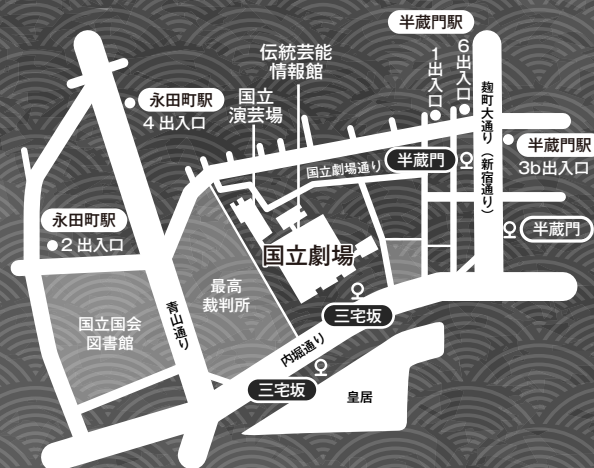 半蔵門駅
6出入口
1出入口
伝統芸能
情報館
国立
演芸場
永田町駅
4出入口
麹町大通り（新宿通り）
半蔵門駅
3b出入口
半蔵門
国立劇場通り
半蔵門
永田町駅
2出入口
国立劇場
最高
裁判所
国立国会
図書館
青山通り
三宅坂
内堀通り
三宅坂
皇居